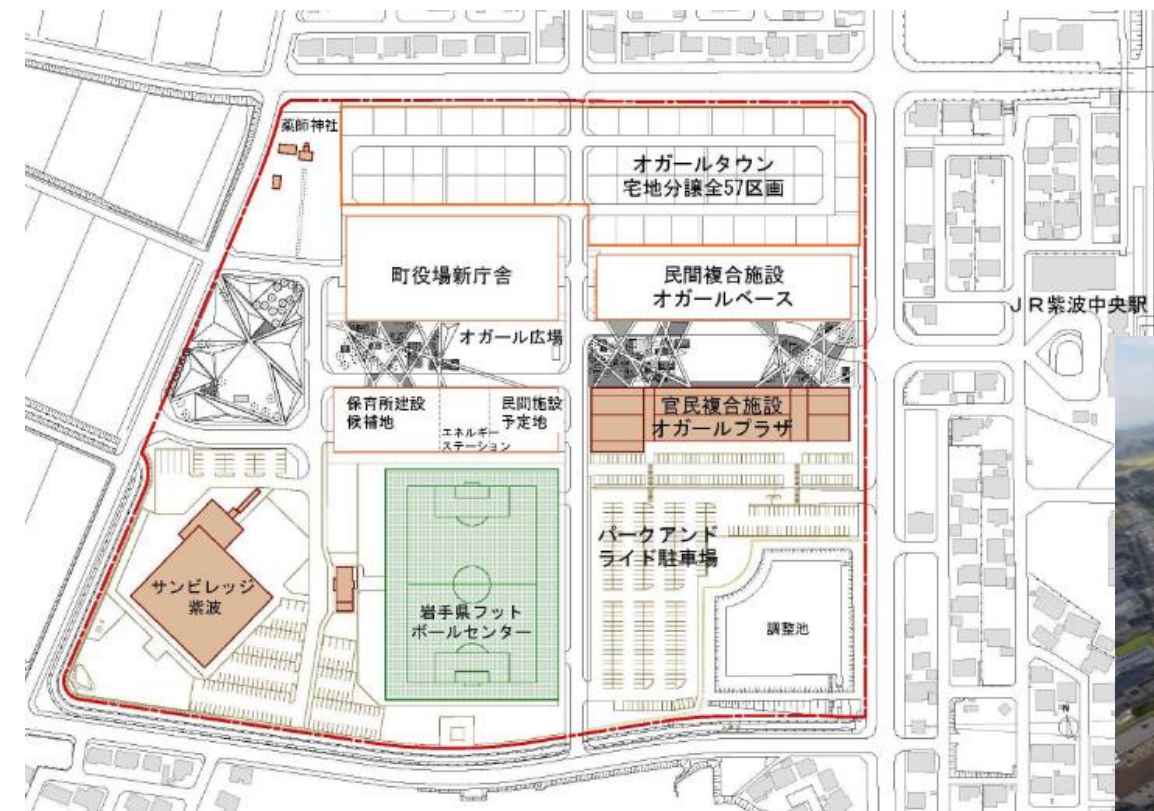 薬師神社
オガールタウン
宅地分譲全57区画
町役場新庁舎
民間複合施設
オガールベース
JR紫波中央駅
オガール広場
保育所建設
候補地
民間施設
予定地
エネルギー
ステーション
官民複合施設
オガールプラザ
パークアンド
ライド駐車場
サンビレッジ
紫波
岩手県フット
ボールセンター
調整池